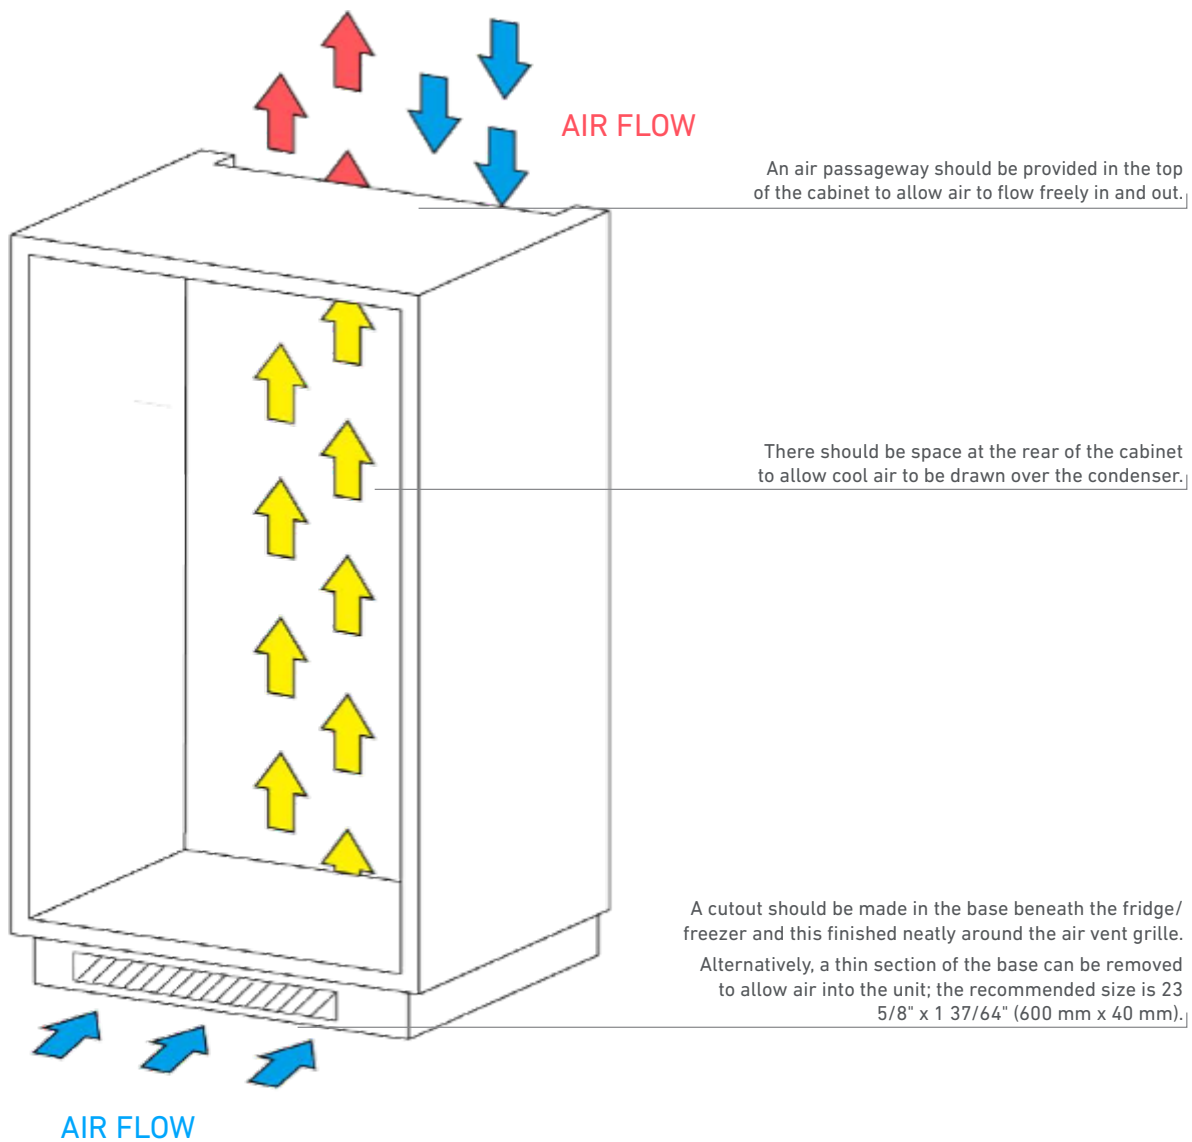 AIR FLOW
An air passageway should be provided in the top
of the cabinet to allow air to flow freely in and out.
There should be space at the rear of the cabinet
to allow cool air to be drawn over the condenser.
A cutout should be made in the base beneath the fridge/
freezer and this finished neatly around the air vent grille.
Alternatively, a thin section of the base can be removed
to allow air into the unit; the recommended size is 23
5/8" x 1 37/64" (600 mm x 40 mm).
AIR FLOW